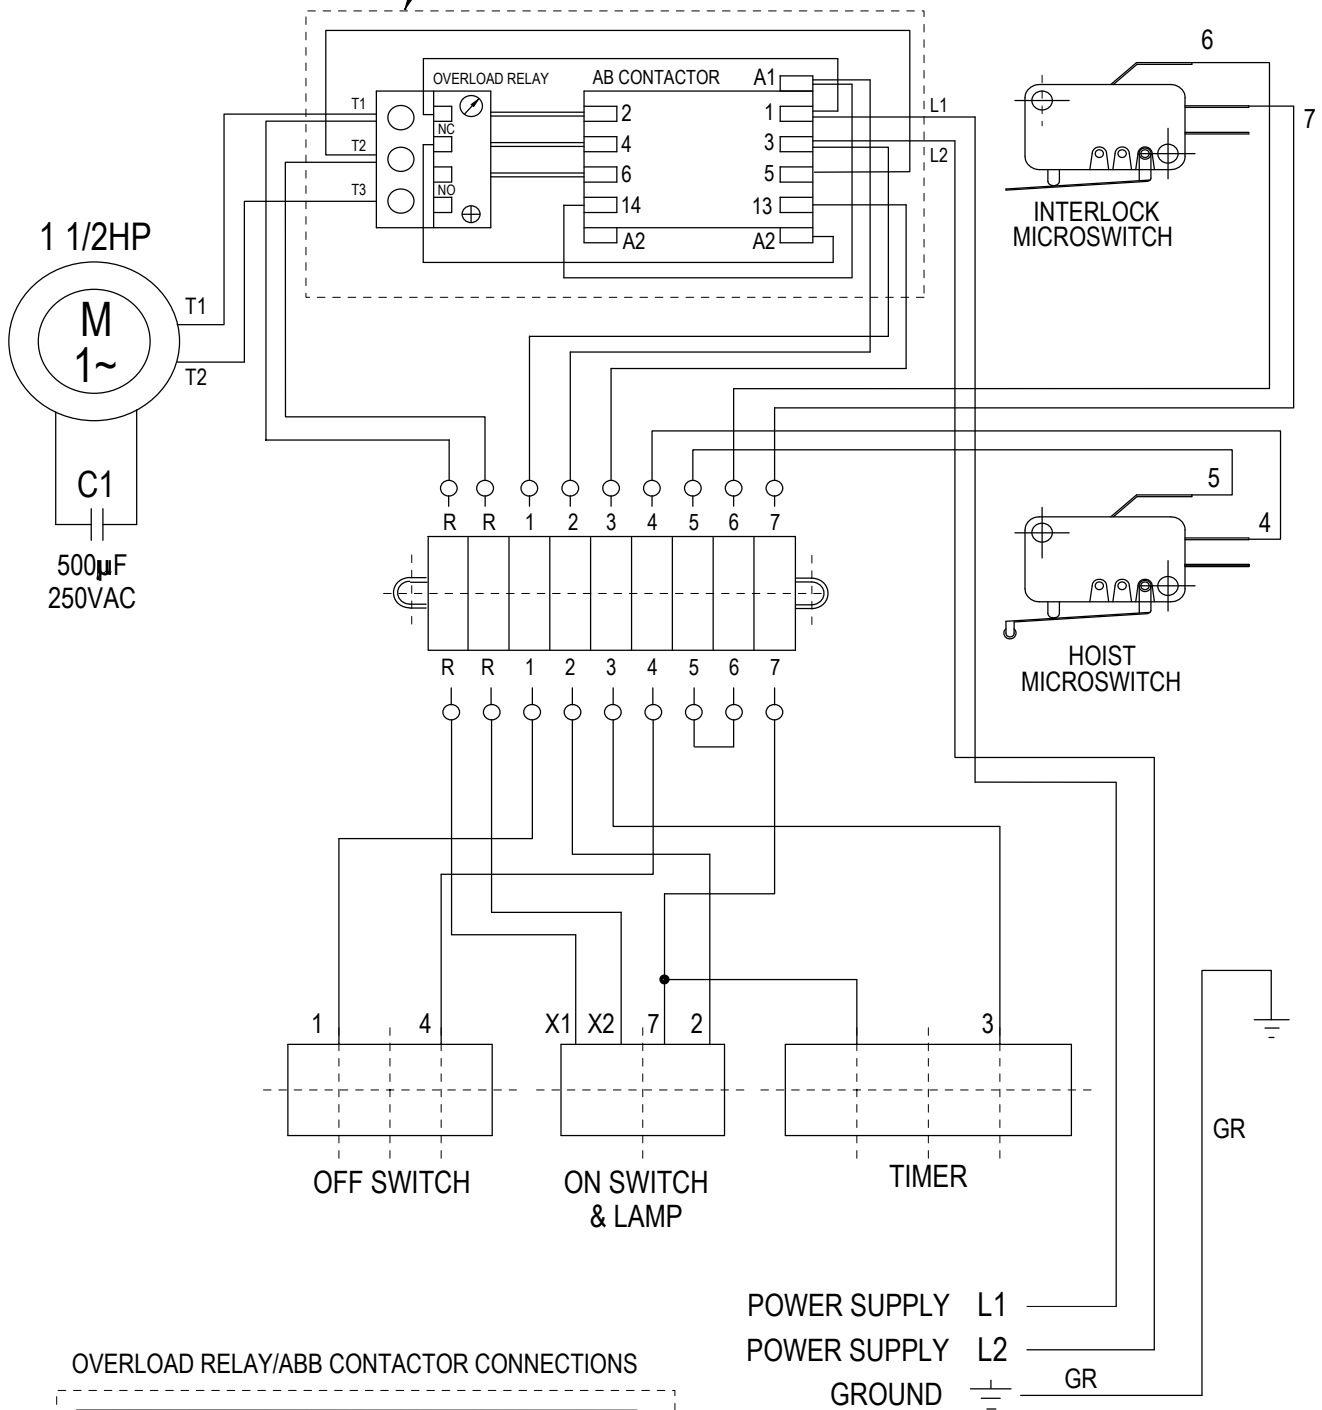 6
OVERLOAD RELAY
AB CONTACTOR
A1
T1
2
1
L1
7
NC
T2
4
3
L2
6
5
T3
NO
14
13
A2
A2
INTERLOCK
MICROSWITCH
1 1/2HP
M
1~
T1
T2
C1
500µF
250VAC
5
4
R R 1 2 3 4 5 6 7
R R 1 2 3 4 5 6 7
HOIST
MICROSWITCH
1 4
X1 X2 7 2
3
OFF SWITCH
ON SWITCH
& LAMP
TIMER
GR
POWER SUPPLY L1
POWER SUPPLY L2
GROUND
GR
OVERLOAD RELAY/ABB CONTACTOR CONNECTIONS